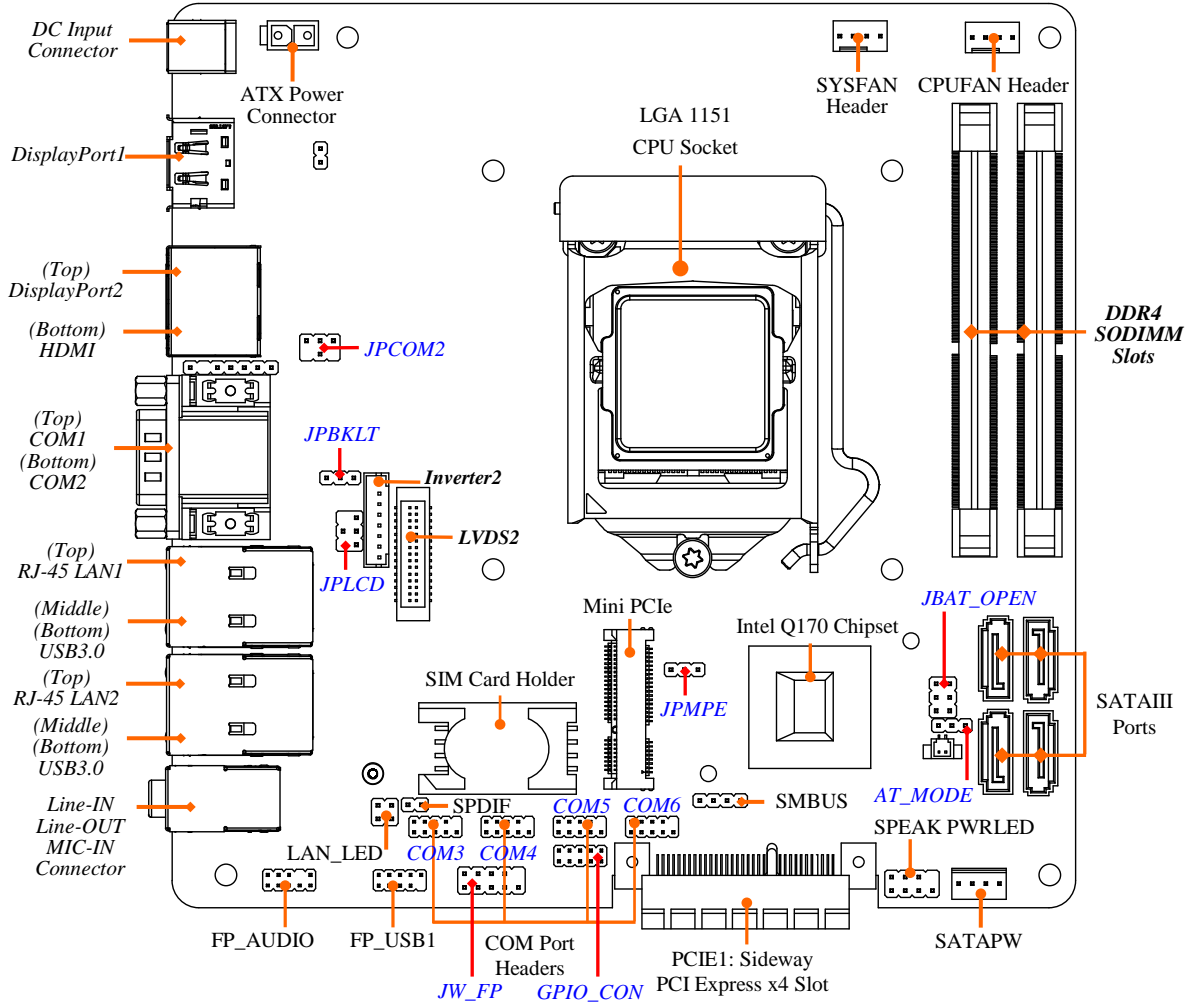 DC Input
Connector
ATX Power
Connector
SYSFAN
Header
CPUFAN Header
LGA 1151
CPU Socket
DisplayPort1
(Top)
DisplayPort2
(Bottom)
HDMI
JPCOM2
DDR4
SODIMM
Slots
(Top)
COM1
(Bottom)
COM2
JPBKLT
Inverter2
LVDS2
JPLCD
(Top)
RJ-45 LAN1
(Middle)
(Bottom)
USB3.0
(Top)
RJ-45 LAN2
(Middle)
(Bottom)
USB3.0
Mini PCIe
Intel Q170 Chipset
JBAT_OPEN
SIM Card Holder
JPMPE
SATAIII
Ports
Line-IN
Line-OUT
MIC-IN
Connector
SPDIF
COM5
COM6
SMBUS
AT_MODE
SPEAK PWRLED
LAN_LED
COM3
COM4
FP_AUDIO
FP_USB1
COM Port
Headers
PCIE1: Sideway
PCI Express x4 Slot
SATAPW
JW_FP
GPIO_CON